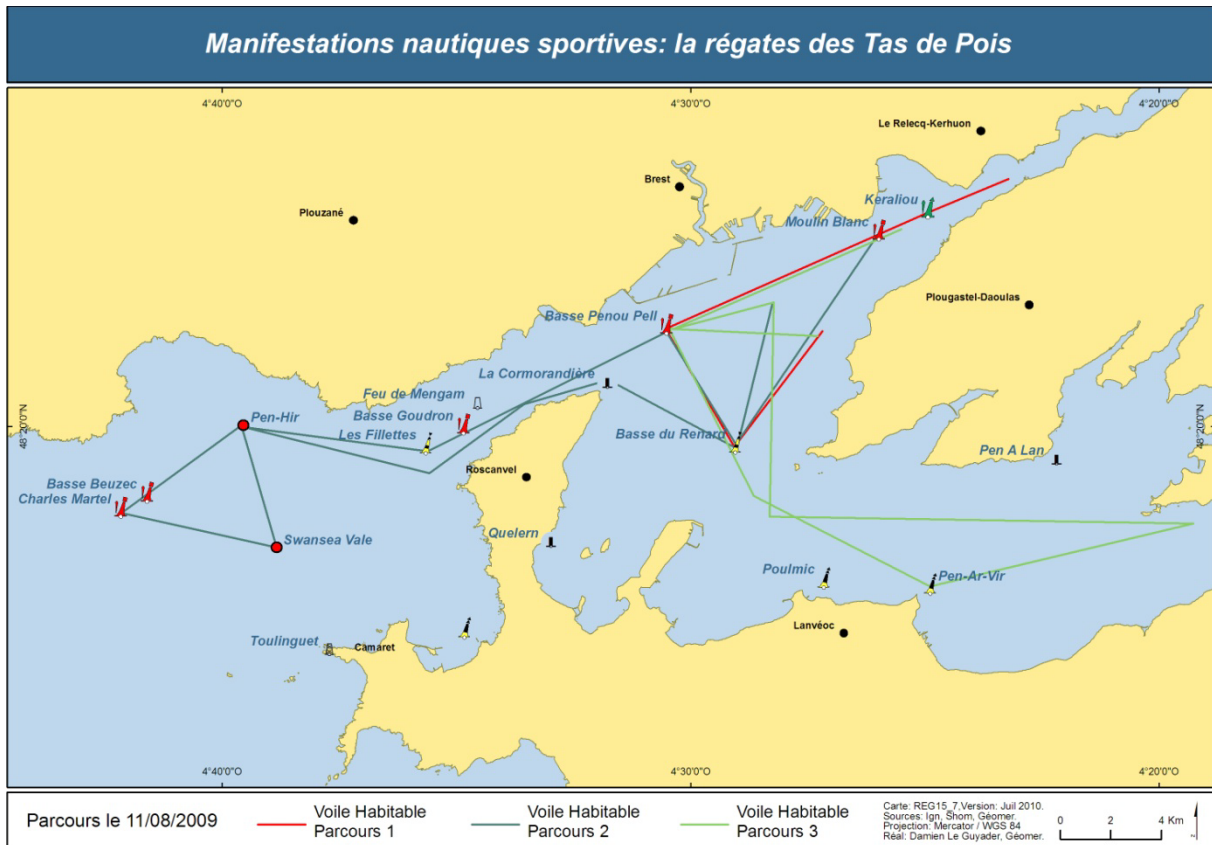 Manifestations nautiques sportives: la régates des Tas de Pois
4°40'0"O
4°30'0"O
4°20'0"O
Le Relecq-Kerhuon
Brest
Keraliou
Plouzané
Moulin Blanc
Plougastel-Daoulas
Basse Penou Pell
La Cormorandière
Feu de Mengam
Basse Goudron
Pen-Hir
Les Fillettes
Basse du Renard
48°20'0"N
48°20'0"N
Pen A Lan
Roscanvel
Basse Beuzec
Charles Martel
Quelern
Swansea Vale
Poulmic
Pen-Ar-Vir
Lanvéoc
Toulinguet
Camaret
4°40'0"O
4°30'0"O
4°20'0"O
Parcours le 11/08/2009
Voile Habitable
Parcours 1
Voile Habitable
Parcours 2
Voile Habitable
Parcours 3
Carte: REG15_7,Version: Juil 2010.
Sources: Ign, Shom, Géomer.
Projection: Mercator / WGS 84
Réal: Damien Le Guyader, Géomer.
0 2 4 Km